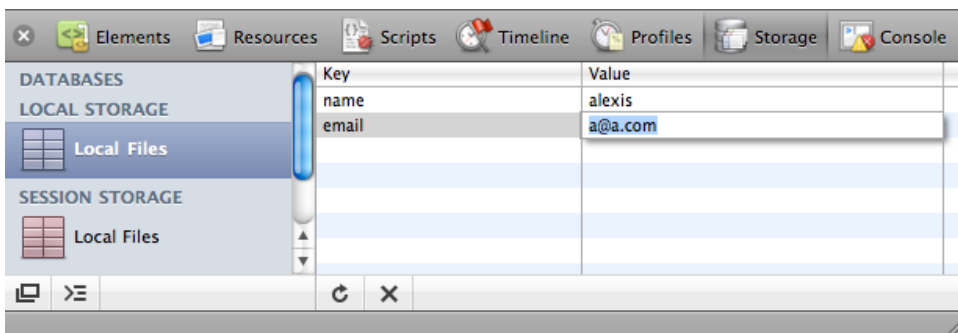 Elements Resources Scripts Timeline Profiles Storage Console
DATABASES
LOCAL STORAGE
Local Files
SESSION STORAGE
Local Files
Key Value
name alexis
email a@a.com